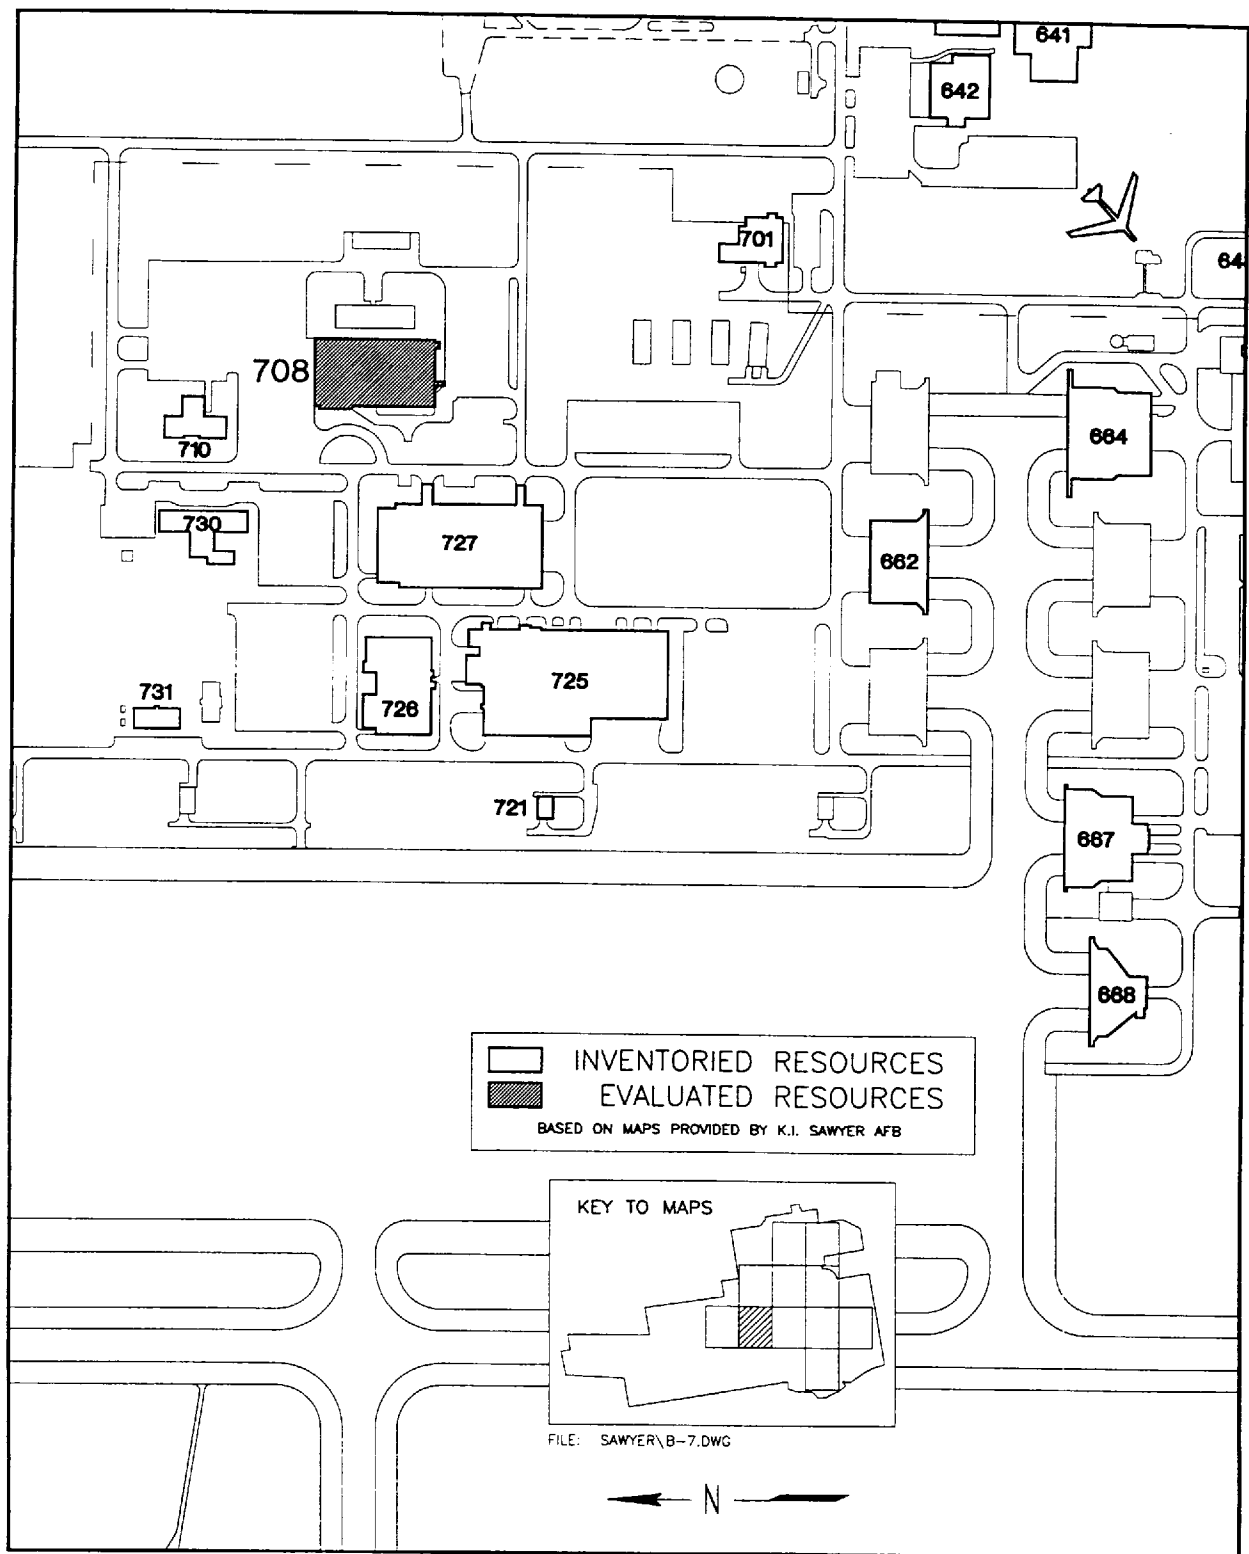 641
642
701
64
708
664
710
730
727
662
731
726
725
721
667
668
INVENTORIED RESOURCES
EVALUATED RESOURCES
BASED ON MAPS PROVIDED BY K.I. SAWYER AFB
KEY TO MAPS
FILE: SAWYER\B-7.DWG
N